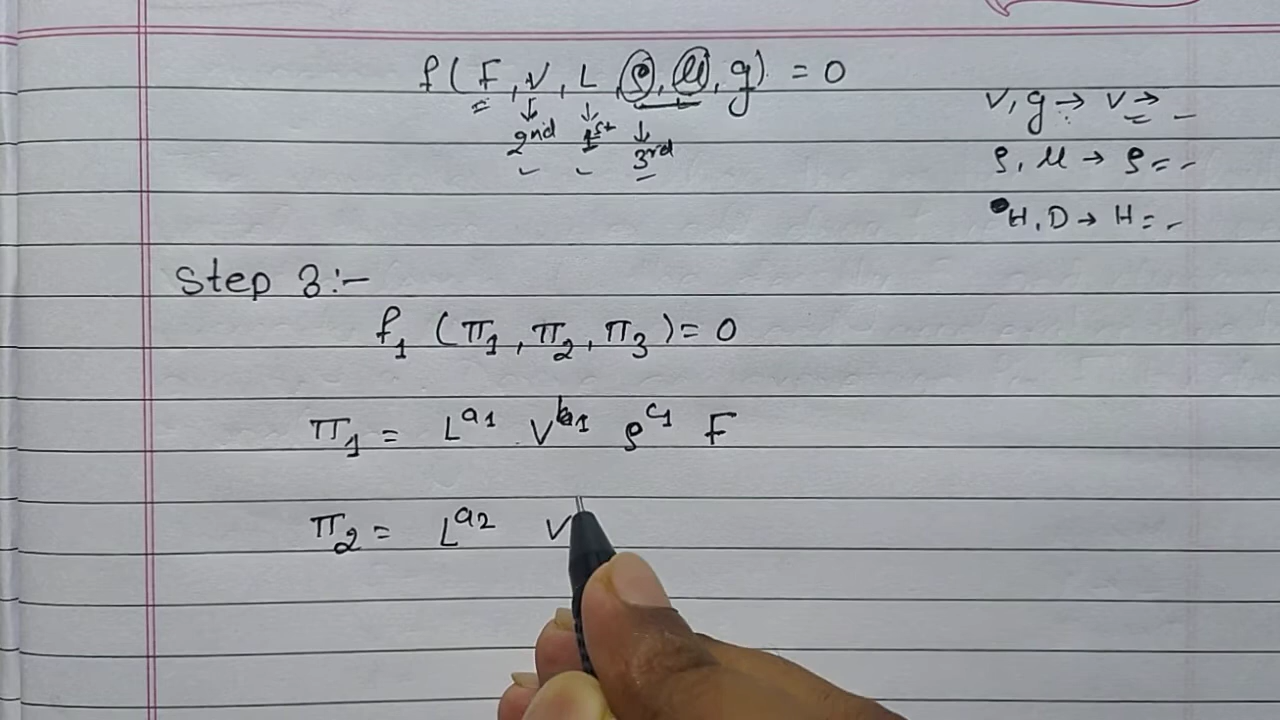 f ( F , V , L , ρ , μ , g ) = 0
2nd 1st 3rd
V, g → V →
ρ, μ → ρ =
H, D → H =
Step 3:-
f₁ (π₁, π₂, π₃) = 0
π₁ = L^a₁ V^b₁ ρ^c₁ F
π₂ = L^a₂ V